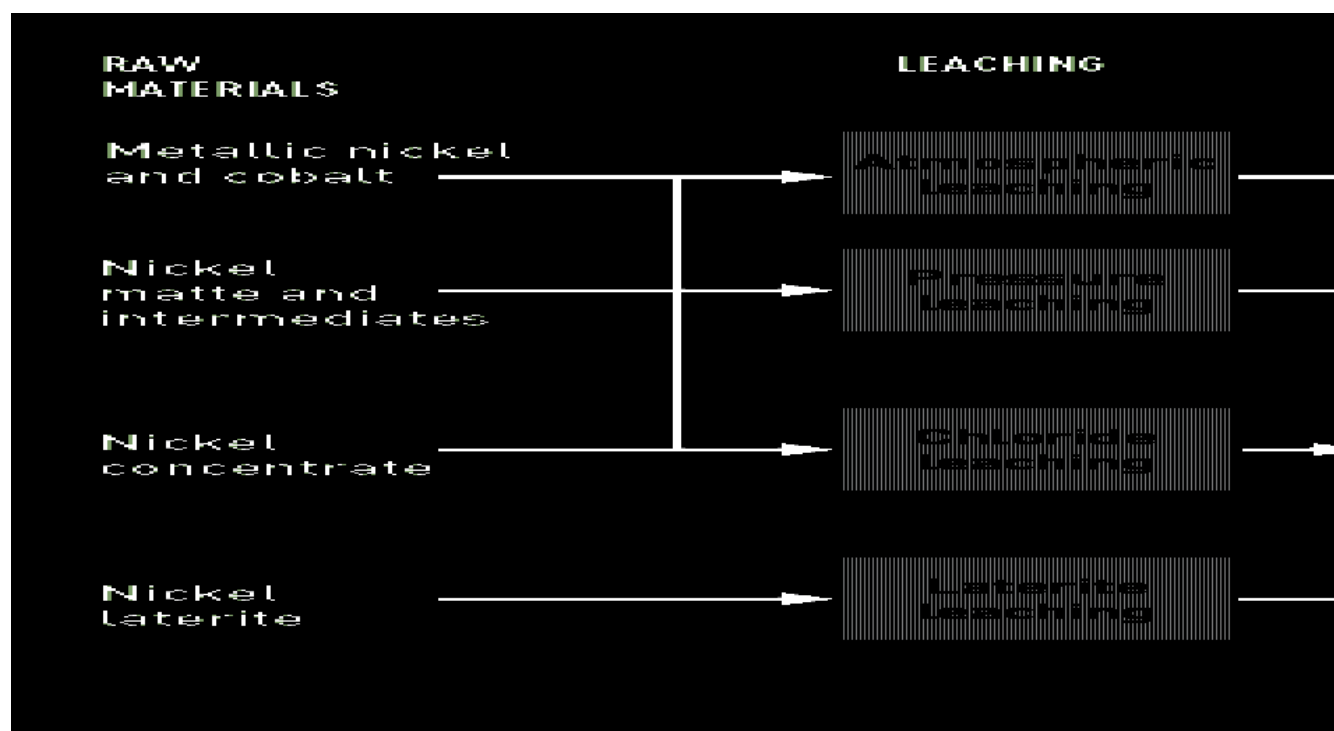 RAW
MATERIALS
LEACHING
Metallic nickel
and cobalt
Atmospheric
leaching
Nickel
matte and
intermediates
Pressure
leaching
Nickel
concentrate
Chloride
leaching
Nickel
laterite
Laterite
leaching